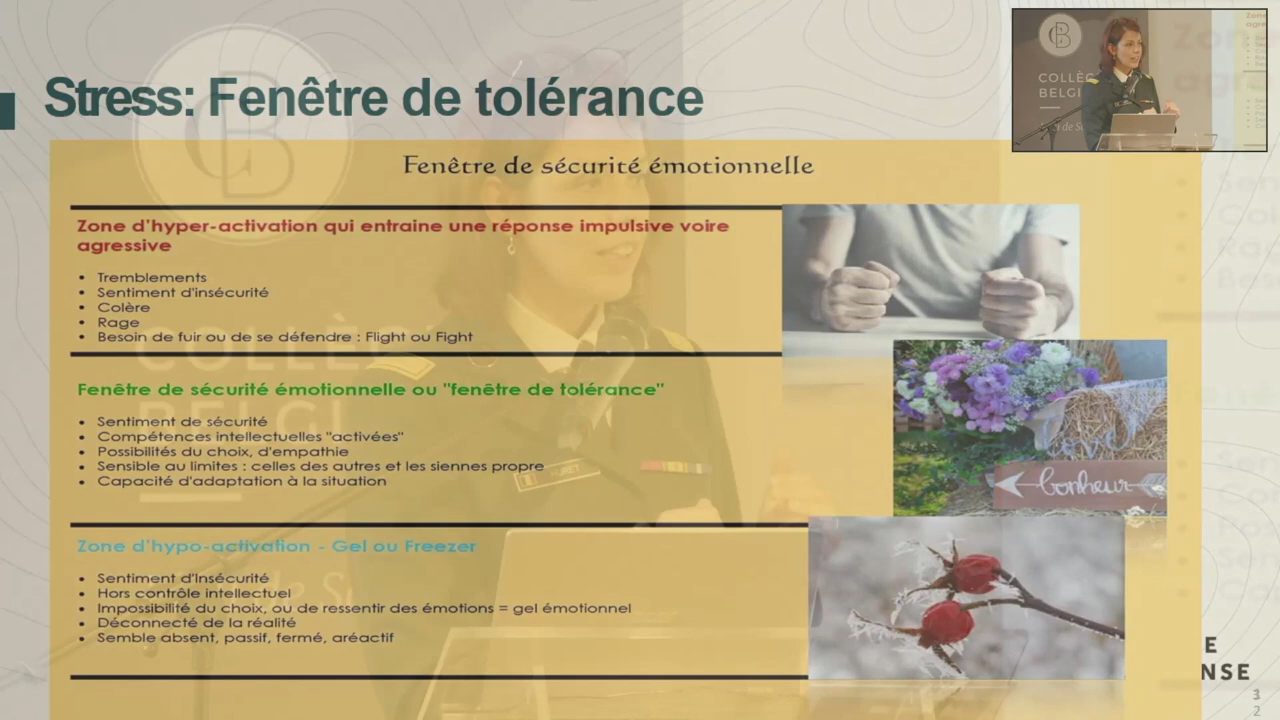 Stress: Fenêtre de tolérance
Fenêtre de sécurité émotionnelle
Zone d'hyper-activation qui entraine une réponse impulsive voire
agressive
• Tremblements
• Sentiment d'insécurité
• Colère
• Rage
• Besoin de fuir ou de se défendre : Flight ou Fight
Fenêtre de sécurité émotionnelle ou "fenêtre de tolérance"
• Sentiment de sécurité
• Compétences intellectuelles "activées"
• Possibilités du choix, d'empathie
• Sensible au limites : celles des autres et les siennes propre
• Capacité d'adaptation à la situation
bonheur
Zone d'hypo-activation - Gel ou Freezer
• Sentiment d'Insécurité
• Hors contrôle intellectuel
• Impossibilité du choix, ou de ressentir des émotions = gel émotionnel
• Déconnecté de la réalité
• Semble absent, passif, fermé, aréactif
COLLÈG
BELGI
E
NSE
3
2